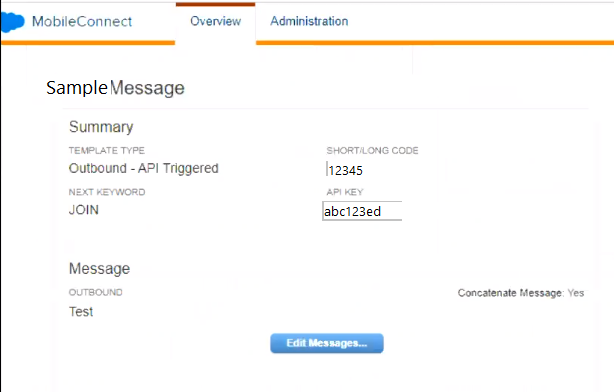 MobileConnect Overview Administration
SampleMessage
Summary
TEMPLATE TYPE SHORT/LONG CODE
Outbound - API Triggered 12345
NEXT KEYWORD API KEY
JOIN abc123ed
Message
OUTBOUND Concatenate Message: Yes
Test
Edit Messages...